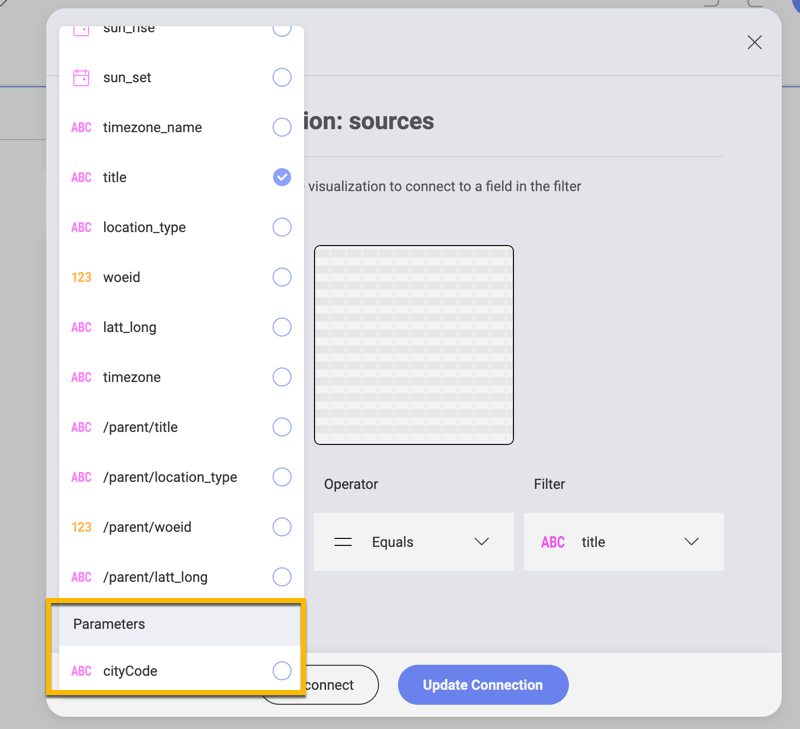 sun_rise
sun_set
ABC timezone_name
ABC title
ABC location_type
123 woeid
ABC latt_long
ABC timezone
ABC /parent/title
ABC /parent/location_type
123 /parent/woeid
ABC /parent/latt_long
Parameters
ABC cityCode
ion: sources
visualization to connect to a field in the filter
Operator
Filter
Equals
ABC title
connect
Update Connection